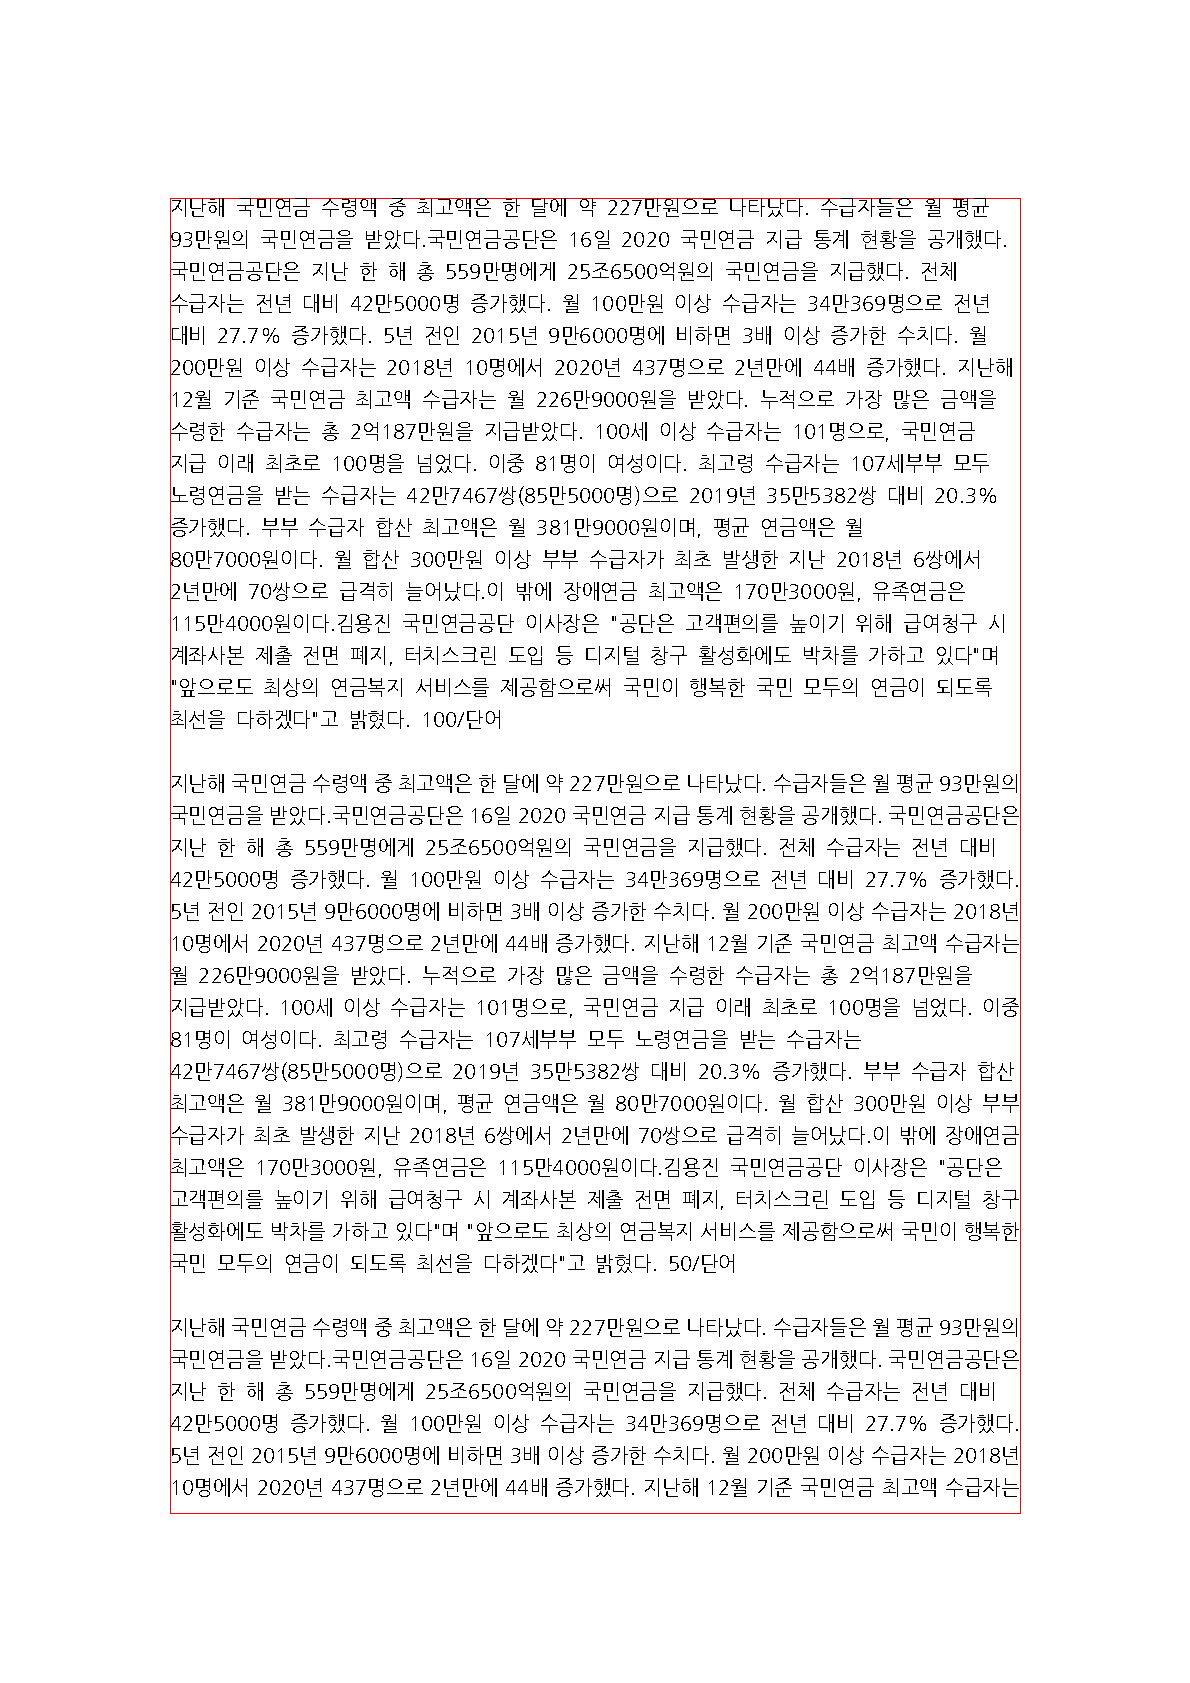 지난해 국민연금 수령액 중 최고액은 한 달에 약 227만원으로 나타났다. 수급자들은 월 평균
93만원의 국민연금을 받았다.국민연금공단은 16일 2020 국민연금 지급 통계 현황을 공개했다.
국민연금공단은 지난 한 해 총 559만명에게 25조6500억원의 국민연금을 지급했다. 전체
수급자는 전년 대비 42만5000명 증가했다. 월 100만원 이상 수급자는 34만369명으로 전년
대비 27.7% 증가했다. 5년 전인 2015년 9만6000명에 비하면 3배 이상 증가한 수치다. 월
200만원 이상 수급자는 2018년 10명에서 2020년 437명으로 2년만에 44배 증가했다. 지난해
12월 기준 국민연금 최고액 수급자는 월 226만9000원을 받았다. 누적으로 가장 많은 금액을
수령한 수급자는 총 2억187만원을 지급받았다. 100세 이상 수급자는 101명으로, 국민연금
지급 이래 최초로 100명을 넘었다. 이중 81명이 여성이다. 최고령 수급자는 107세부부 모두
노령연금을 받는 수급자는 42만7467쌍(85만5000명)으로 2019년 35만5382쌍 대비 20.3%
증가했다. 부부 수급자 합산 최고액은 월 381만9000원이며, 평균 연금액은 월
80만7000원이다. 월 합산 300만원 이상 부부 수급자가 최초 발생한 지난 2018년 6쌍에서
2년만에 70쌍으로 급격히 늘어났다.이 밖에 장애연금 최고액은 170만3000원, 유족연금은
115만4000원이다.김용진 국민연금공단 이사장은 "공단은 고객편의를 높이기 위해 급여청구 시
계좌사본 제출 전면 폐지, 터치스크린 도입 등 디지털 창구 활성화에도 박차를 가하고 있다"며
"앞으로도 최상의 연금복지 서비스를 제공함으로써 국민이 행복한 국민 모두의 연금이 되도록
최선을 다하겠다"고 밝혔다. 100/단어
지난해 국민연금 수령액 중 최고액은 한 달에 약 227만원으로 나타났다. 수급자들은 월 평균 93만원의
국민연금을 받았다.국민연금공단은 16일 2020 국민연금 지급 통계 현황을 공개했다. 국민연금공단은
지난 한 해 총 559만명에게 25조6500억원의 국민연금을 지급했다. 전체 수급자는 전년 대비
42만5000명 증가했다. 월 100만원 이상 수급자는 34만369명으로 전년 대비 27.7% 증가했다.
5년 전인 2015년 9만6000명에 비하면 3배 이상 증가한 수치다. 월 200만원 이상 수급자는 2018년
10명에서 2020년 437명으로 2년만에 44배 증가했다. 지난해 12월 기준 국민연금 최고액 수급자는
월 226만9000원을 받았다. 누적으로 가장 많은 금액을 수령한 수급자는 총 2억187만원을
지급받았다. 100세 이상 수급자는 101명으로, 국민연금 지급 이래 최초로 100명을 넘었다. 이중
81명이 여성이다. 최고령 수급자는 107세부부 모두 노령연금을 받는 수급자는
42만7467쌍(85만5000명)으로 2019년 35만5382쌍 대비 20.3% 증가했다. 부부 수급자 합산
최고액은 월 381만9000원이며, 평균 연금액은 월 80만7000원이다. 월 합산 300만원 이상 부부
수급자가 최초 발생한 지난 2018년 6쌍에서 2년만에 70쌍으로 급격히 늘어났다.이 밖에 장애연금
최고액은 170만3000원, 유족연금은 115만4000원이다.김용진 국민연금공단 이사장은 "공단은
고객편의를 높이기 위해 급여청구 시 계좌사본 제출 전면 폐지, 터치스크린 도입 등 디지털 창구
활성화에도 박차를 가하고 있다"며 "앞으로도 최상의 연금복지 서비스를 제공함으로써 국민이 행복한
국민 모두의 연금이 되도록 최선을 다하겠다"고 밝혔다. 50/단어
지난해 국민연금 수령액 중 최고액은 한 달에 약 227만원으로 나타났다. 수급자들은 월 평균 93만원의
국민연금을 받았다.국민연금공단은 16일 2020 국민연금 지급 통계 현황을 공개했다. 국민연금공단은
지난 한 해 총 559만명에게 25조6500억원의 국민연금을 지급했다. 전체 수급자는 전년 대비
42만5000명 증가했다. 월 100만원 이상 수급자는 34만369명으로 전년 대비 27.7% 증가했다.
5년 전인 2015년 9만6000명에 비하면 3배 이상 증가한 수치다. 월 200만원 이상 수급자는 2018년
10명에서 2020년 437명으로 2년만에 44배 증가했다. 지난해 12월 기준 국민연금 최고액 수급자는